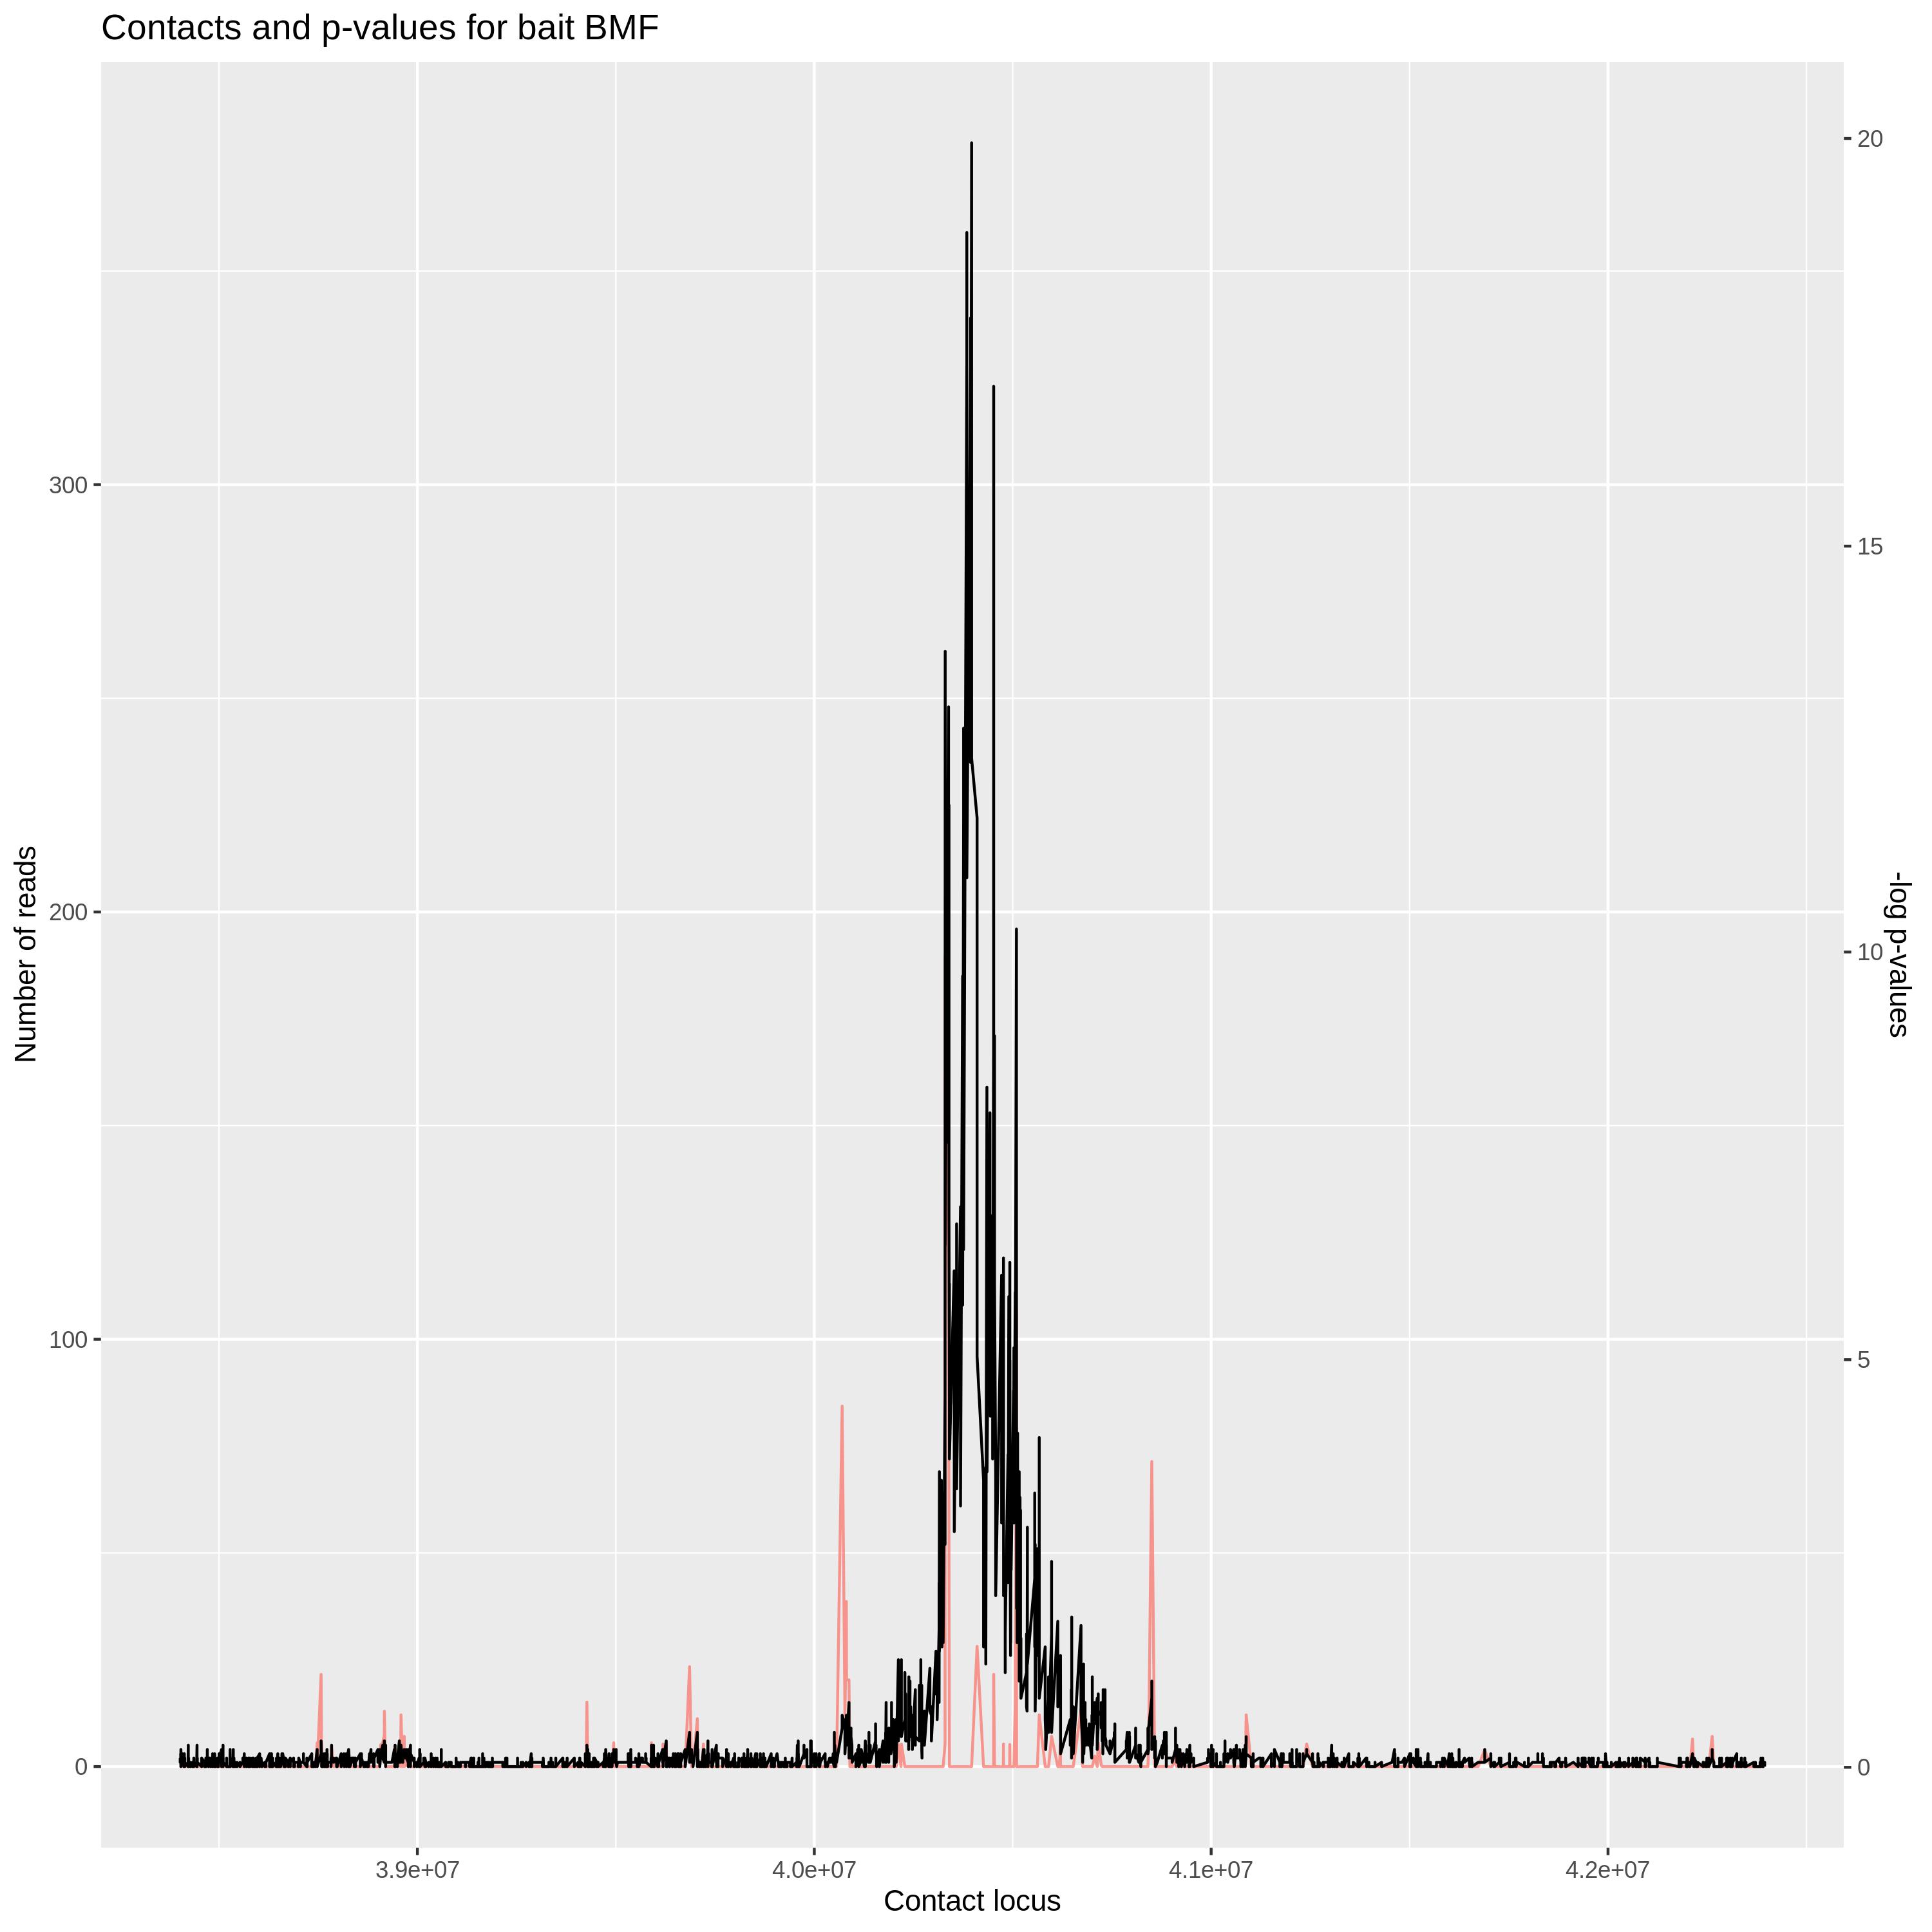 Contacts and p-values for bait BMF
20
15
10
5
0
-log p-values
300
200
100
0
Number of reads
3.9e+07
4.0e+07
4.1e+07
4.2e+07
Contact locus